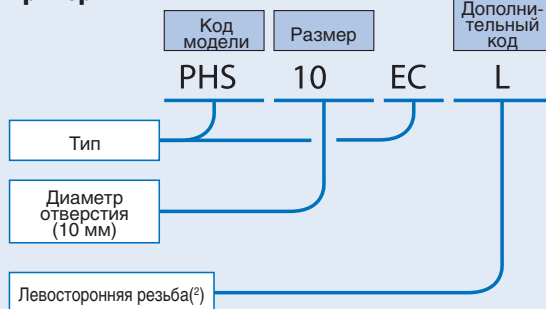 Код
модели
Размер
Дополни-
тельный
код
PHS 10 EC L
Тип
Диаметр
отверстия
(10 мм)
Левосторонняя резьба(²)